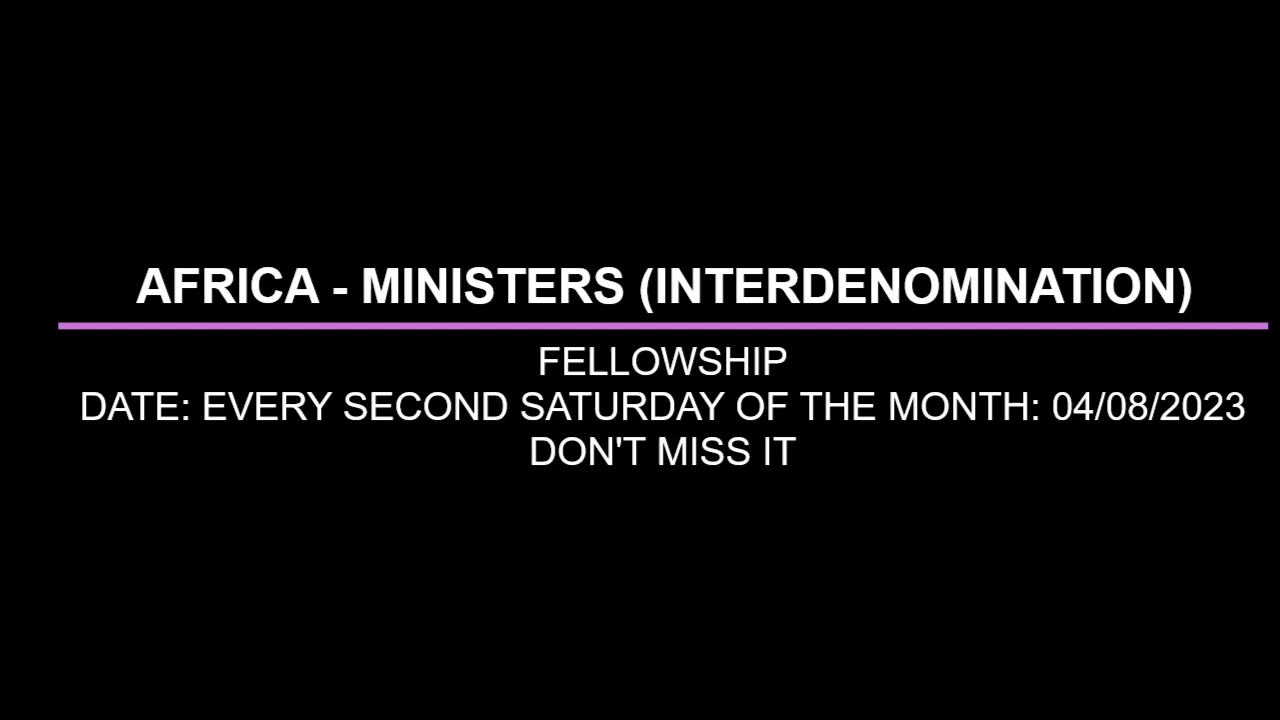 AFRICA - MINISTERS (INTERDENOMINATION)
FELLOWSHIP
DATE: EVERY SECOND SATURDAY OF THE MONTH: 04/08/2023
DON'T MISS IT